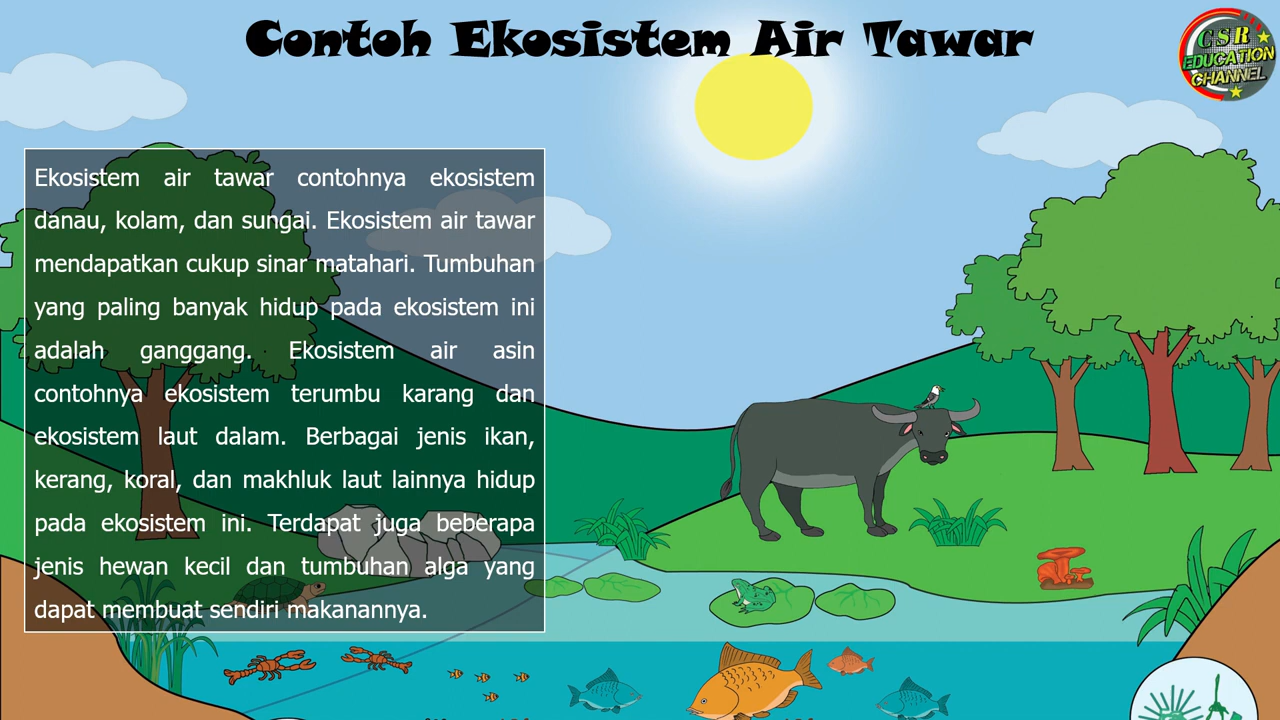 Contoh Ekosistem Air Tawar
CSR
EDUCATION
CHANNEL
Ekosistem air tawar contohnya ekosistem
danau, kolam, dan sungai. Ekosistem air tawar
mendapatkan cukup sinar matahari. Tumbuhan
yang paling banyak hidup pada ekosistem ini
adalah ganggang. Ekosistem air asin
contohnya ekosistem terumbu karang dan
ekosistem laut dalam. Berbagai jenis ikan,
kerang, koral, dan makhluk laut lainnya hidup
pada ekosistem ini. Terdapat juga beberapa
jenis hewan kecil dan tumbuhan alga yang
dapat membuat sendiri makanannya.